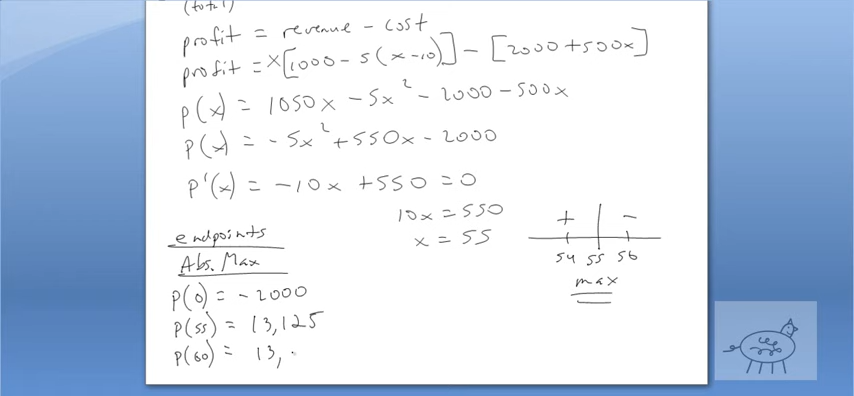 (total)
profit = revenue - cost
profit = x[1000 - 5(x-10)] - [2000 + 500x]
P(x) = 1050x - 5x² - 2000 - 500x
P(x) = -5x² + 550x - 2000
P'(x) = -10x + 550 = 0
10x = 550
x = 55
+ -
54 55 56
max
endpoints
Abs. Max
P(0) = -2000
P(55) = 13,125
P(60) = 13,